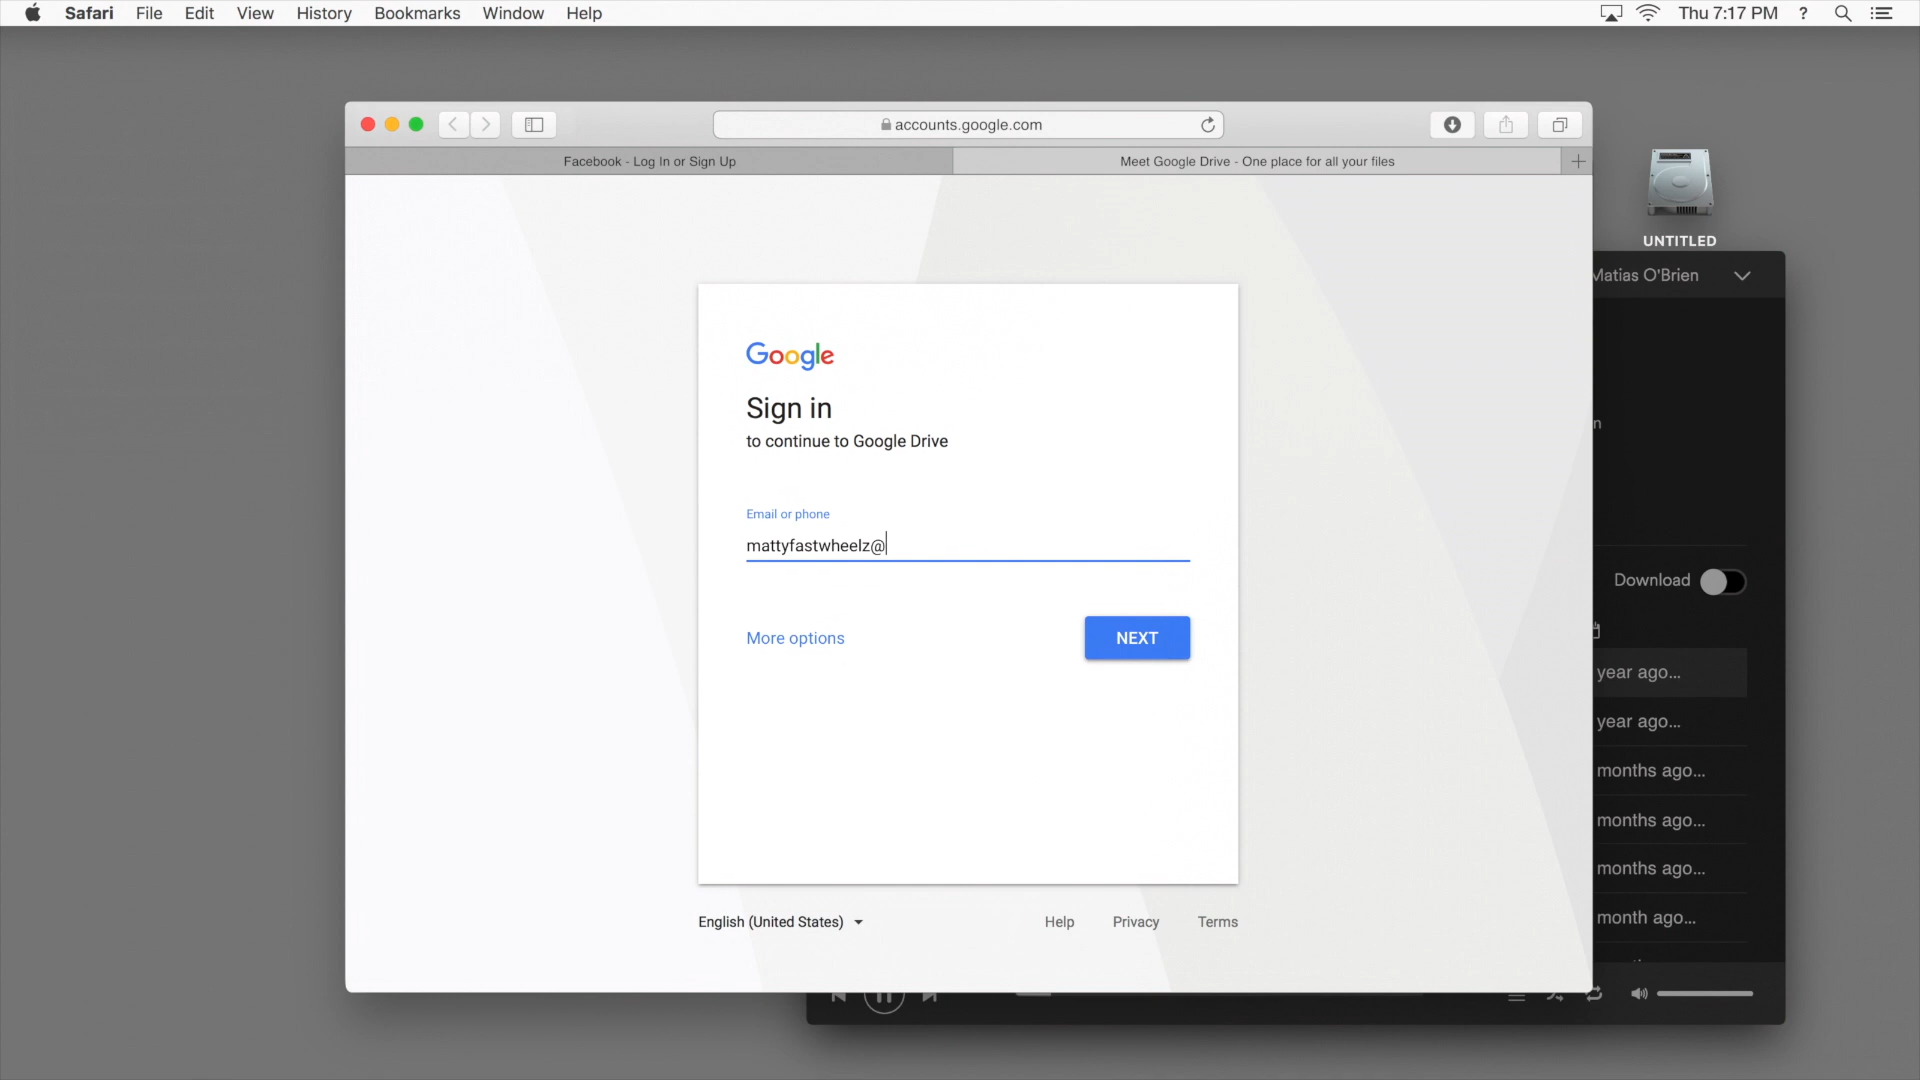 Safari File Edit View History Bookmarks Window Help Thu 7:17 PM ?
accounts.google.com
Facebook - Log In or Sign Up Meet Google Drive - One place for all your files
UNTITLED
Matias O'Brien
Google
Sign in
to continue to Google Drive
Email or phone
mattyfastwheelz@
Download
More options NEXT
year ago...
year ago...
months ago...
months ago...
months ago...
month ago...
English (United States) Help Privacy Terms